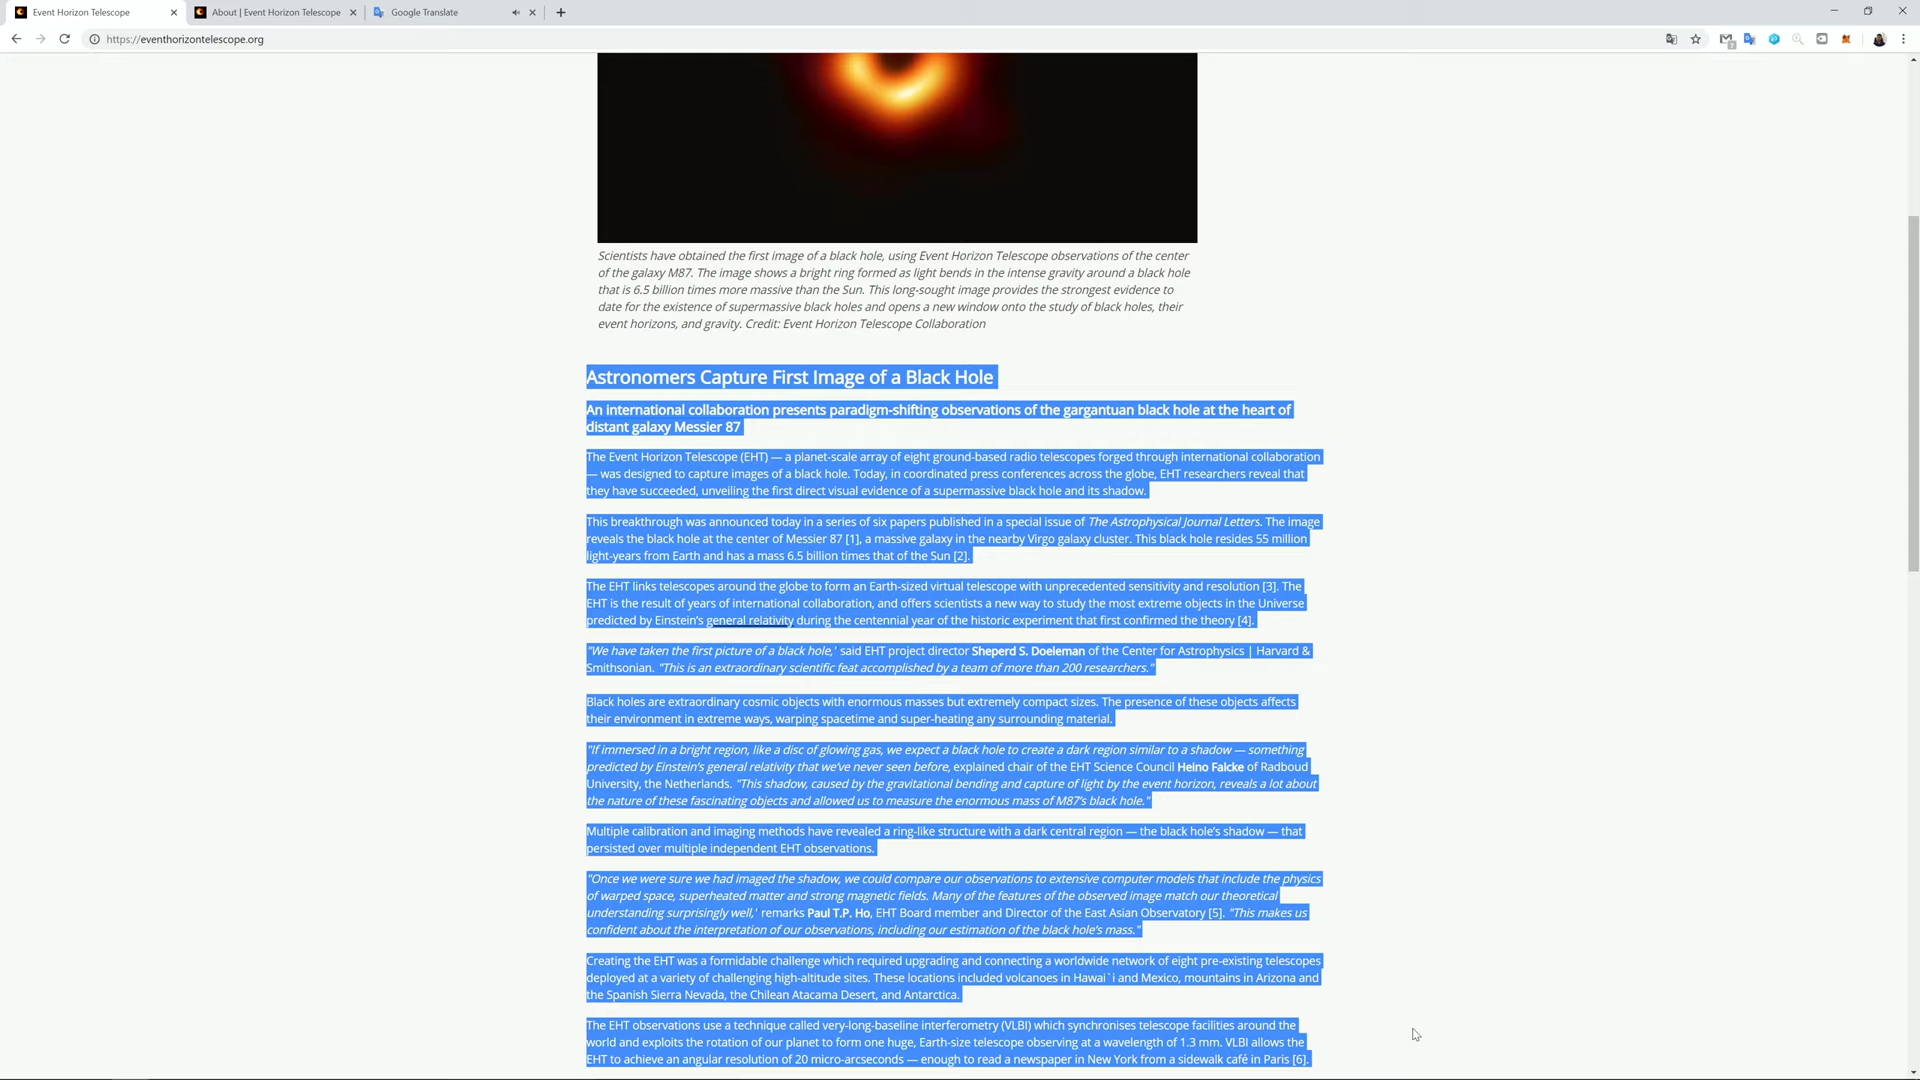 Event Horizon Telescope
About | Event Horizon Telescope
Google Translate
https://eventhorizontelescope.org
Scientists have obtained the first image of a black hole, using Event Horizon Telescope observations of the center
of the galaxy M87. The image shows a bright ring formed as light bends in the intense gravity around a black hole
that is 6.5 billion times more massive than the Sun. This long-sought image provides the strongest evidence to
date for the existence of supermassive black holes and opens a new window onto the study of black holes, their
event horizons, and gravity. Credit: Event Horizon Telescope Collaboration
Astronomers Capture First Image of a Black Hole
An international collaboration presents paradigm-shifting observations of the gargantuan black hole at the heart of
distant galaxy Messier 87
The Event Horizon Telescope (EHT) — a planet-scale array of eight ground-based radio telescopes forged through international collaboration
— was designed to capture images of a black hole. Today, in coordinated press conferences across the globe, EHT researchers reveal that
they have succeeded, unveiling the first direct visual evidence of a supermassive black hole and its shadow.
This breakthrough was announced today in a series of six papers published in a special issue of The Astrophysical Journal Letters. The image
reveals the black hole at the center of Messier 87 [1], a massive galaxy in the nearby Virgo galaxy cluster. This black hole resides 55 million
light-years from Earth and has a mass 6.5 billion times that of the Sun [2].
The EHT links telescopes around the globe to form an Earth-sized virtual telescope with unprecedented sensitivity and resolution [3]. The
EHT is the result of years of international collaboration, and offers scientists a new way to study the most extreme objects in the Universe
predicted by Einstein's general relativity during the centennial year of the historic experiment that first confirmed the theory [4].
"We have taken the first picture of a black hole,' said EHT project director Sheperd S. Doeleman of the Center for Astrophysics | Harvard &
Smithsonian. "This is an extraordinary scientific feat accomplished by a team of more than 200 researchers."
Black holes are extraordinary cosmic objects with enormous masses but extremely compact sizes. The presence of these objects affects
their environment in extreme ways, warping spacetime and super-heating any surrounding material.
"If immersed in a bright region, like a disc of glowing gas, we expect a black hole to create a dark region similar to a shadow — something
predicted by Einstein's general relativity that we've never seen before, explained chair of the EHT Science Council Heino Falcke of Radboud
University, the Netherlands. "This shadow, caused by the gravitational bending and capture of light by the event horizon, reveals a lot about
the nature of these fascinating objects and allowed us to measure the enormous mass of M87's black hole."
Multiple calibration and imaging methods have revealed a ring-like structure with a dark central region — the black hole's shadow — that
persisted over multiple independent EHT observations.
"Once we were sure we had imaged the shadow, we could compare our observations to extensive computer models that include the physics
of warped space, superheated matter and strong magnetic fields. Many of the features of the observed image match our theoretical
understanding surprisingly well,' remarks Paul T.P. Ho, EHT Board member and Director of the East Asian Observatory [5]. "This makes us
confident about the interpretation of our observations, including our estimation of the black hole's mass."
Creating the EHT was a formidable challenge which required upgrading and connecting a worldwide network of eight pre-existing telescopes
deployed at a variety of challenging high-altitude sites. These locations included volcanoes in Hawai`i and Mexico, mountains in Arizona and
the Spanish Sierra Nevada, the Chilean Atacama Desert, and Antarctica.
The EHT observations use a technique called very-long-baseline interferometry (VLBI) which synchronises telescope facilities around the
world and exploits the rotation of our planet to form one huge, Earth-size telescope observing at a wavelength of 1.3 mm. VLBI allows the
EHT to achieve an angular resolution of 20 micro-arcseconds — enough to read a newspaper in New York from a sidewalk café in Paris [6].